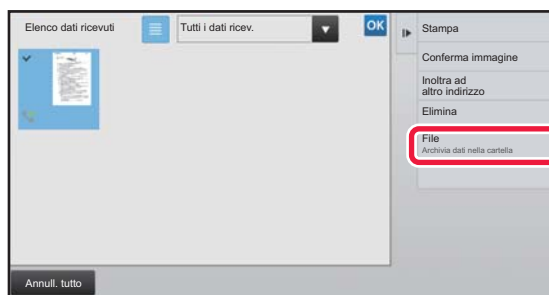 Elenco dati ricevuti
Tutti i dati ricev.
OK
Stampa
Conferma immagine
Inoltra ad
altro indirizzo
Elimina
File
Archivia dati nella cartella
Annull. tutto